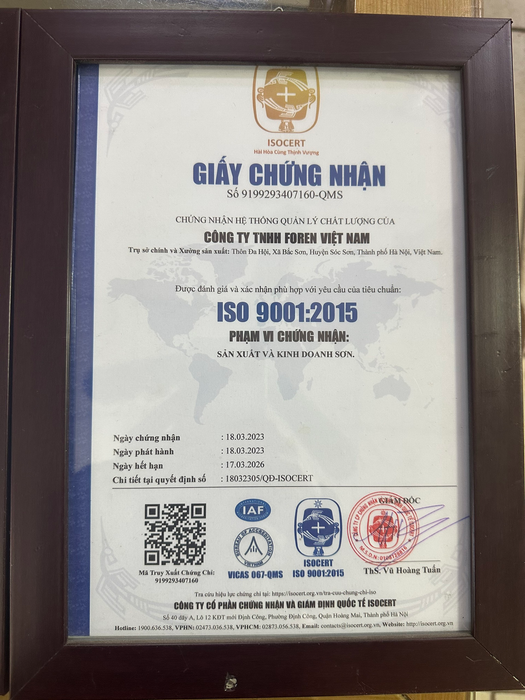 ISOCERT
Hài Hòa Cùng Thịnh Vượng
GIẤY CHỨNG NHẬN
Số 9199293407160-QMS
CHỨNG NHẬN HỆ THỐNG QUẢN LÝ CHẤT LƯỢNG CỦA
CÔNG TY TNHH FOREN VIỆT NAM
Trụ sở chính và Xưởng sản xuất: Thôn Đa Hội, Xã Bắc Sơn, Huyện Sóc Sơn, Thành phố Hà Nội, Việt Nam.
Được đánh giá và xác nhận phù hợp với yêu cầu của tiêu chuẩn:
ISO 9001:2015
PHẠM VI CHỨNG NHẬN:
SẢN XUẤT VÀ KINH DOANH SƠN.
Ngày chứng nhận : 18.03.2023
Ngày phát hành : 18.03.2023
Ngày hết hạn : 17.03.2026
Chi tiết tại quyết định số : 18032305/QĐ-ISOCERT
GIÁM ĐỐC
IAF
BUREAU OF ACCREDITATION
VIETNAM
VICAS 067-QMS
ISOCERT
ISO 9001:2015
ThS. Vũ Hoàng Tuấn
Mã Truy Xuất Chứng Chỉ:
9199293407160
Tra cứu hiệu lực chứng chỉ tại: https://isocert.org.vn/tra-cuu-chung-chi-iso
CÔNG TY CỔ PHẦN CHỨNG NHẬN VÀ GIÁM ĐỊNH QUỐC TẾ ISOCERT
Số 40 dãy A, Lô 12 KDT mới Định Công, Phường Định Công, Quận Hoàng Mai, Thành phố Hà Nội
Hotline: 1900.636.538, VPHN: 02473.036.538, VPHCM: 02873.056.538, Email: contacts@isocert.org.vn, Website: http://isocert.org.vn